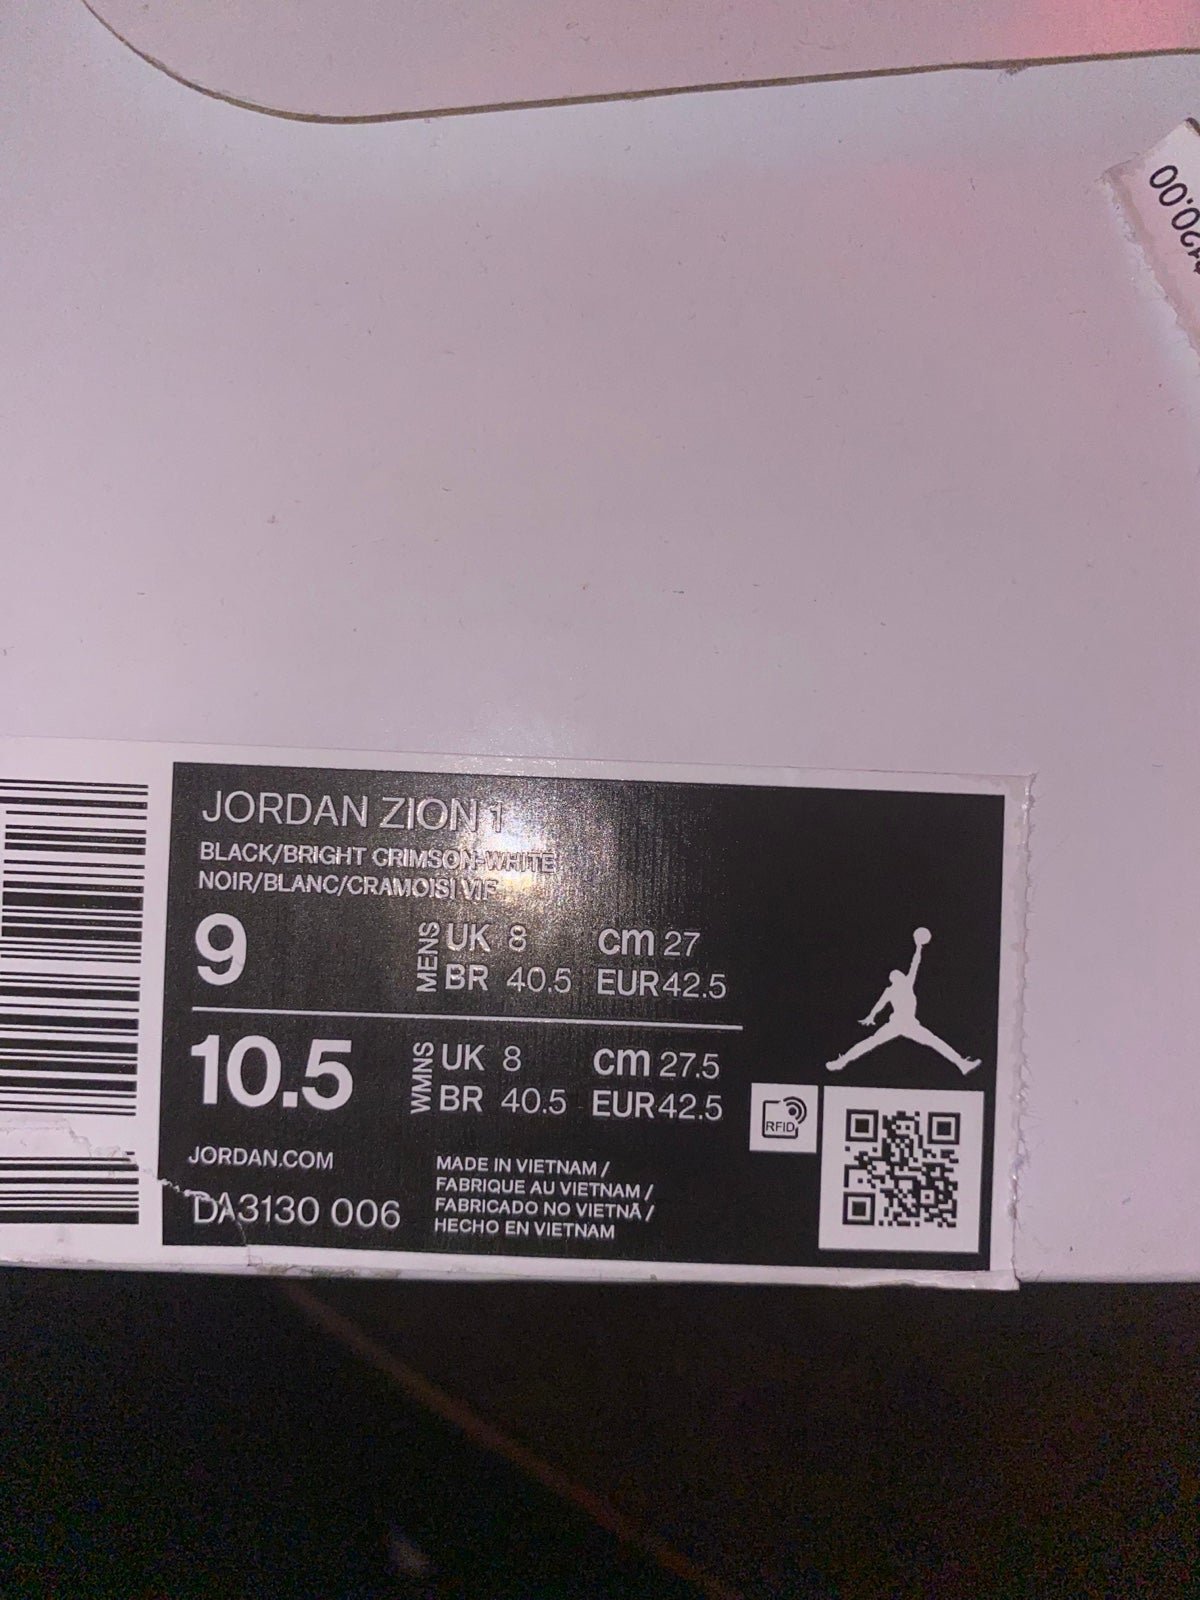 20.00
JORDAN ZION 1
BLACK/BRIGHT CRIMSON-WHITE
NOIR/BLANC/CRAMOISI VIF
9 MENS UK 8 cm 27
BR 40.5 EUR 42.5
10.5 WMNS UK 8 cm 27.5
BR 40.5 EUR 42.5
RFID
JORDAN.COM
DA3130 006
MADE IN VIETNAM /
FABRIQUE AU VIETNAM /
FABRICADO NO VIETNÃ /
HECHO EN VIETNAM